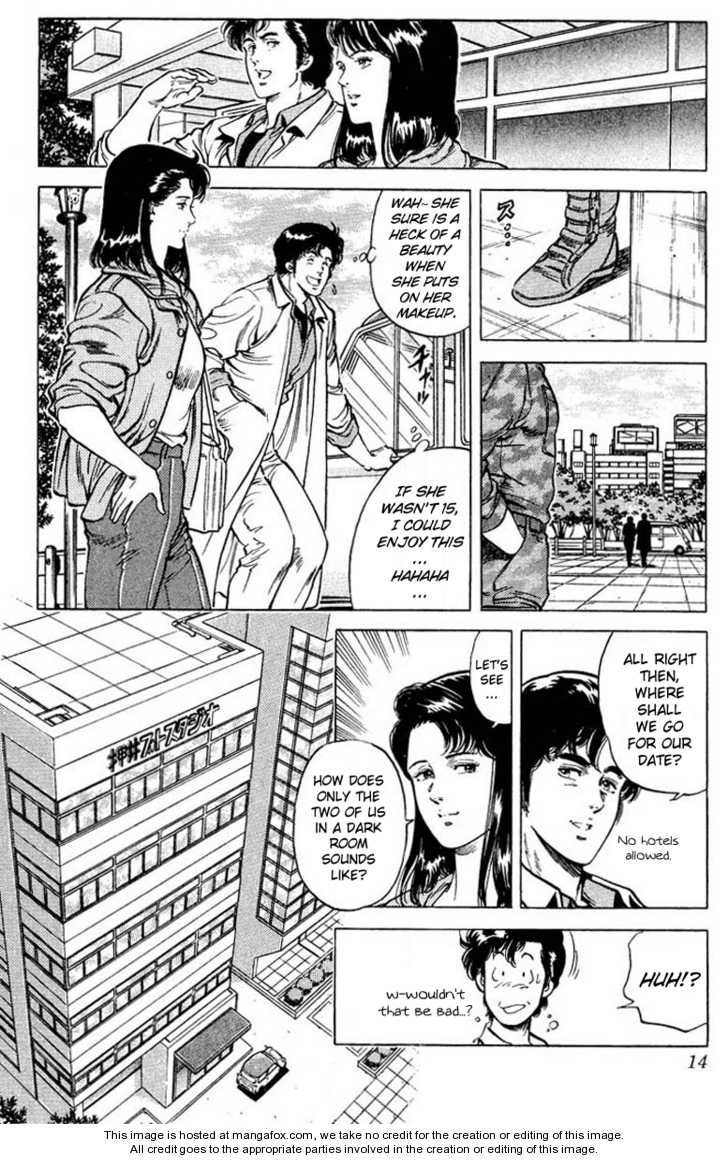 WAH~ SHE
SURE IS A
HECK OF A
BEAUTY
WHEN
SHE PUTS
ON HER
MAKEUP.
IF SHE
WASN'T 15,
I COULD
ENJOY THIS
...
HAHAHA
...
ス...
ALL RIGHT
THEN,
WHERE
SHALL
WE GO
FOR OUR
DATE?
No hotels
allowed.
LET'S
SEE
...
HOW DOES
ONLY THE
TWO OF US
IN A DARK
ROOM
SOUNDS
LIKE?
HUH!?
w-wouldn't
that be bad...?
14
This image is hosted at mangafox.com, we take no credit for the creation or editing of this image.
All credit goes to the appropriate parties involved in the creation or editing of this image.